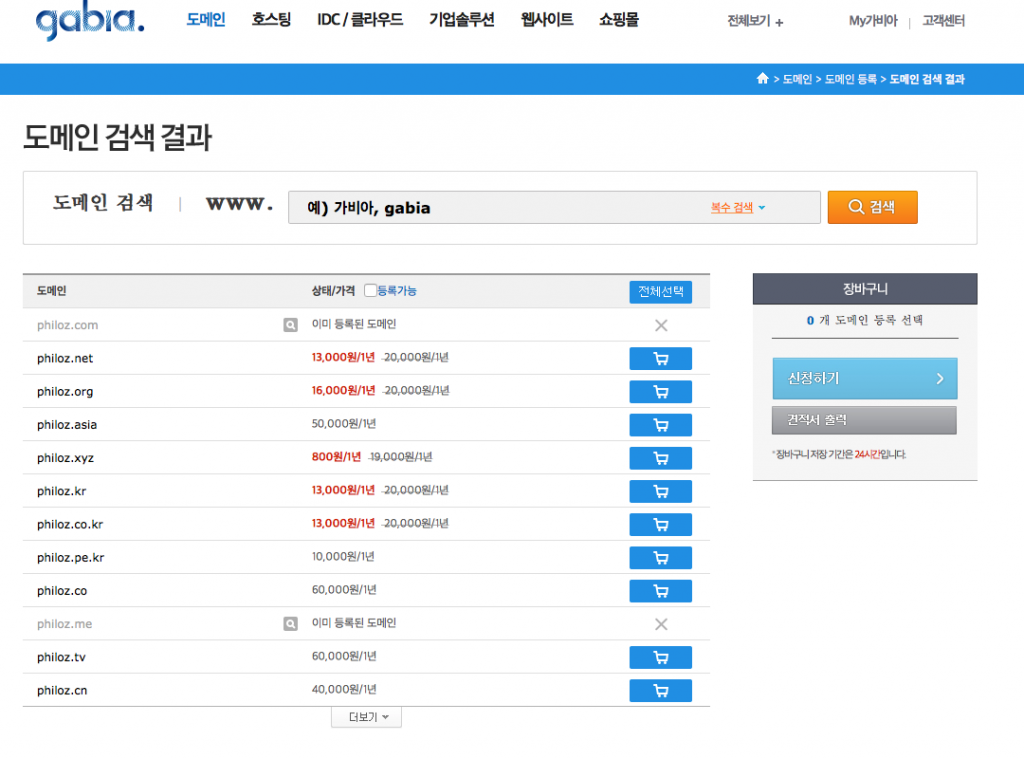 gabia.
도메인 호스팅 IDC / 클라우드 기업솔루션 웹사이트 쇼핑몰 전체보기 + My가비아 | 고객센터
> 도메인 > 도메인 등록 > 도메인 검색 결과
도메인 검색 결과
도메인 검색 | www. 예) 가비아, gabia 복수 검색 검색
도메인 상태/가격 등록가능 전체선택
philoz.com 이미 등록된 도메인
philoz.net 13,000원/1년 20,000원/1년
philoz.org 16,000원/1년 20,000원/1년
philoz.asia 50,000원/1년
philoz.xyz 800원/1년 19,000원/1년
philoz.kr 13,000원/1년 20,000원/1년
philoz.co.kr 13,000원/1년 20,000원/1년
philoz.pe.kr 10,000원/1년
philoz.co 60,000원/1년
philoz.me 이미 등록된 도메인
philoz.tv 60,000원/1년
philoz.cn 40,000원/1년
더보기
장바구니
0 개 도메인 등록 선택
신청하기
견적서 출력
*장바구니 저장 기간은 24시간입니다.